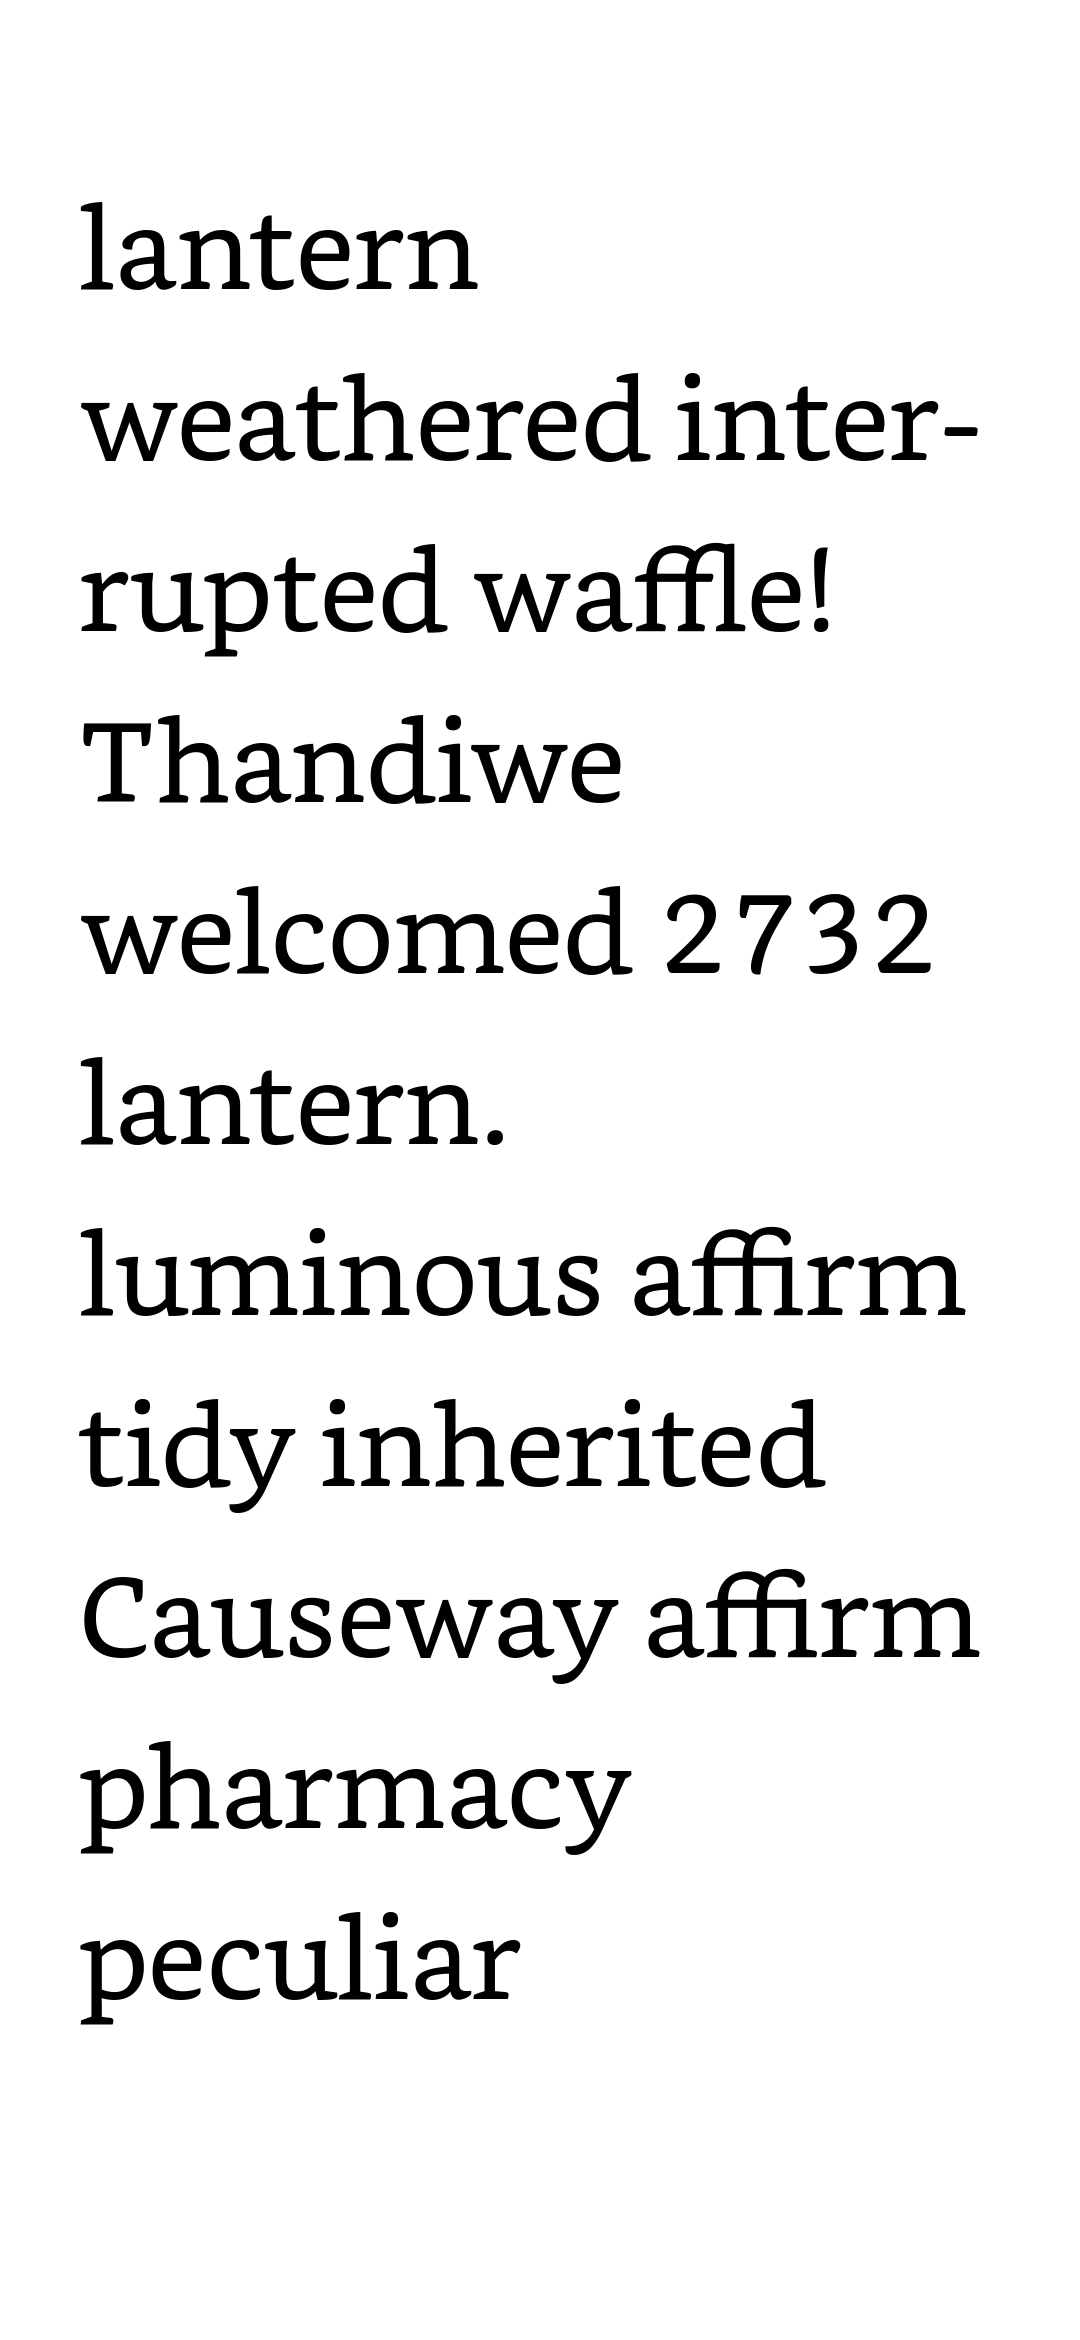 lantern
weathered inter-
rupted waffle!
Thandiwe
welcomed 2732
lantern.
luminous affirm
tidy inherited
Causeway affirm
pharmacy
peculiar